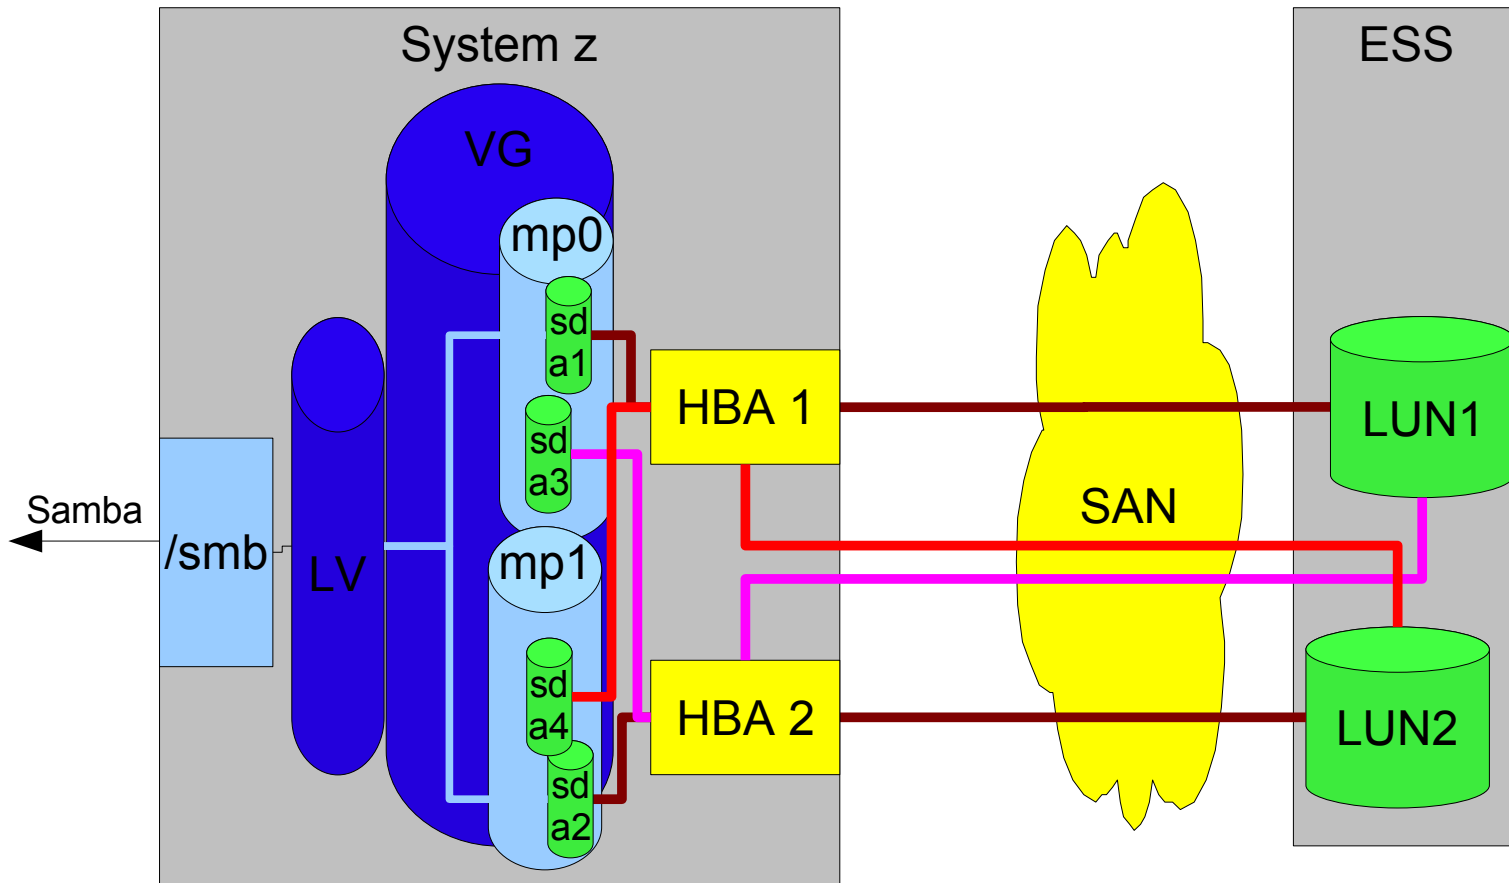 System z
ESS
VG
mp0
sd
a1
HBA 1
LUN1
sd
a3
Samba
SAN
/smb
LV
mp1
sd
a4
HBA 2
LUN2
sd
a2